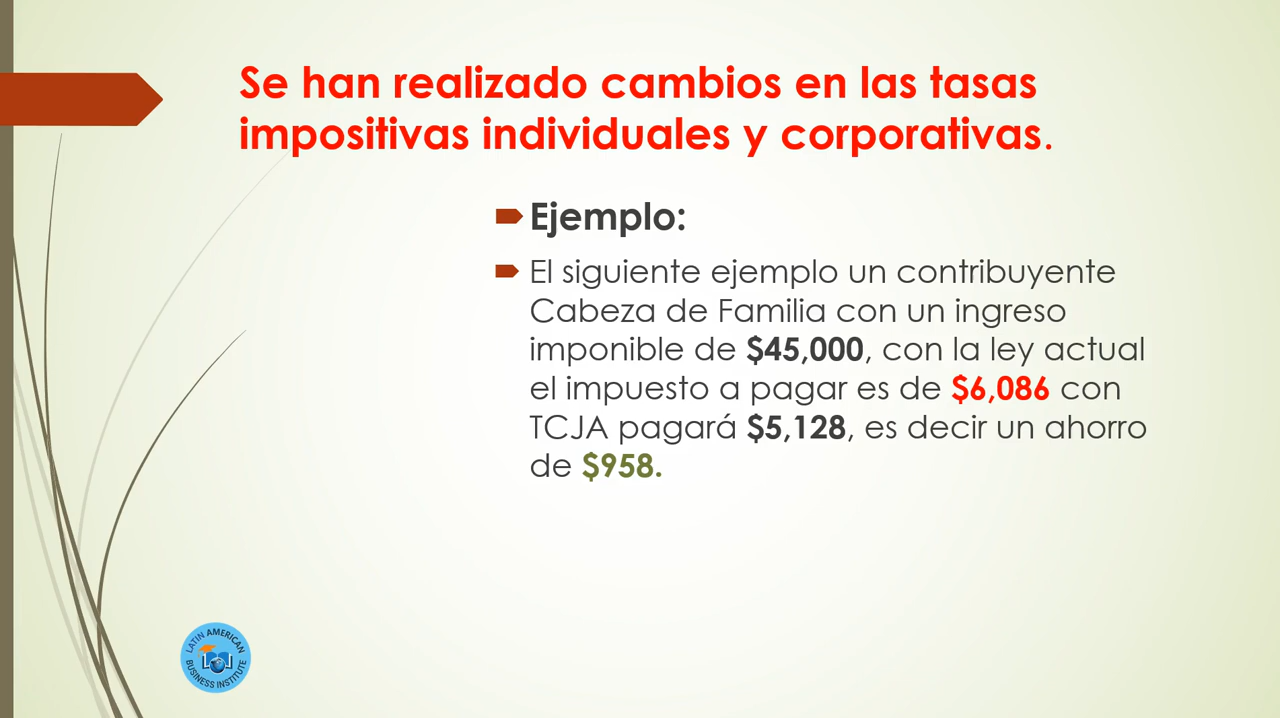 Se han realizado cambios en las tasas
impositivas individuales y corporativas.
Ejemplo:
El siguiente ejemplo un contribuyente
Cabeza de Familia con un ingreso
imponible de $45,000, con la ley actual
el impuesto a pagar es de $6,086 con
TCJA pagará $5,128, es decir un ahorro
de $958.
LATIN AMERICAN
BUSINESS INSTITUTE